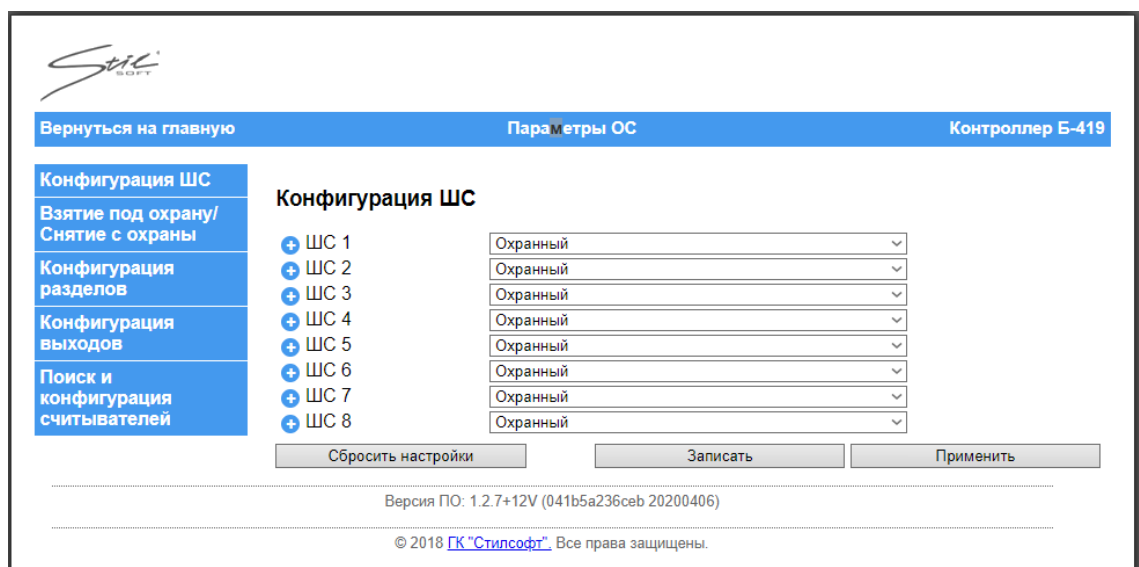 Stil
SOFT
Вернуться на главную Параметры ОС Контроллер Б-419
Конфигурация ШС
Взятие под охрану/
Снятие с охраны
Конфигурация
разделов
Конфигурация
выходов
Поиск и
конфигурация
считывателей
Конфигурация ШС
ШС 1 Охранный
ШС 2 Охранный
ШС 3 Охранный
ШС 4 Охранный
ШС 5 Охранный
ШС 6 Охранный
ШС 7 Охранный
ШС 8 Охранный
Сбросить настройки Записать Применить
Версия ПО: 1.2.7+12V (041b5a236ceb 20200406)
© 2018 ГК "Стилсофт". Все права защищены.